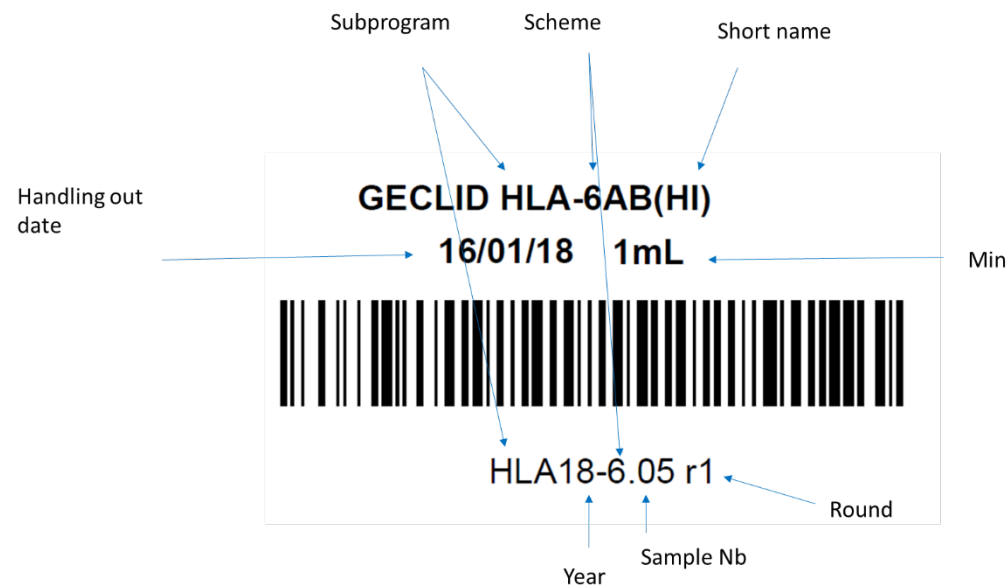 Subprogram
Scheme
Short name
Handling out
date
GECLID HLA-6AB(HI)
16/01/18 1mL
Min
HLA18-6.05 r1
Round
Sample Nb
Year